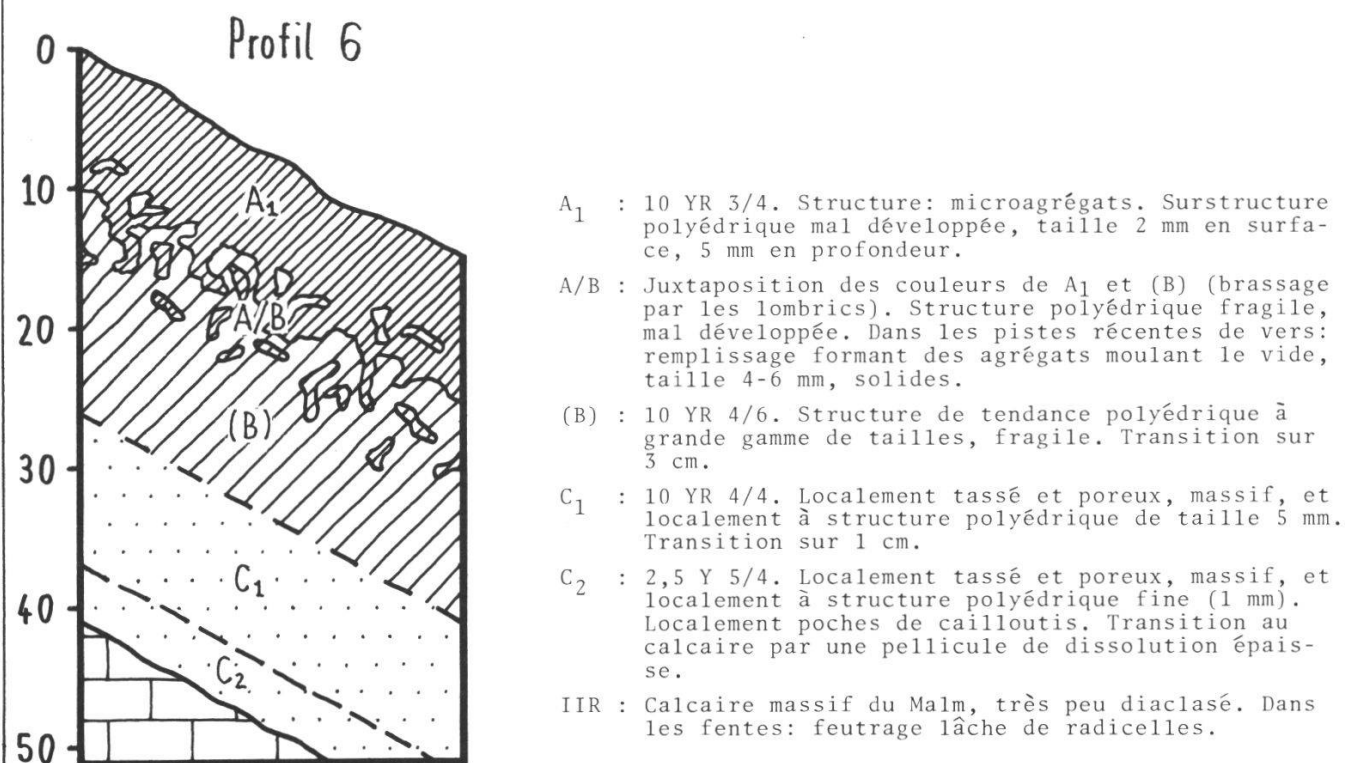 Profil 6
0
10
20
30
40
50
A1
A/B
(B)
C1
C2
A1 : 10 YR 3/4. Structure: microagrégats. Surstructure
polyédrique mal développée, taille 2 mm en surfa-
ce, 5 mm en profondeur.
A/B : Juxtaposition des couleurs de A1 et (B) (brassage
par les lombrics). Structure polyédrique fragile,
mal développée. Dans les pistes récentes de vers:
remplissage formant des agrégats moulant le vide,
taille 4-6 mm, solides.
(B) : 10 YR 4/6. Structure de tendance polyédrique à
grande gamme de tailles, fragile. Transition sur
3 cm.
C1 : 10 YR 4/4. Localement tassé et poreux, massif, et
localement à structure polyédrique de taille 5 mm.
Transition sur 1 cm.
C2 : 2,5 Y 5/4. Localement tassé et poreux, massif, et
localement à structure polyédrique fine (1 mm).
Localement poches de cailloutis. Transition au
calcaire par une pellicule de dissolution épais-
se.
IIR : Calcaire massif du Malm, très peu diaclasé. Dans
les fentes: feutrage lâche de radicelles.